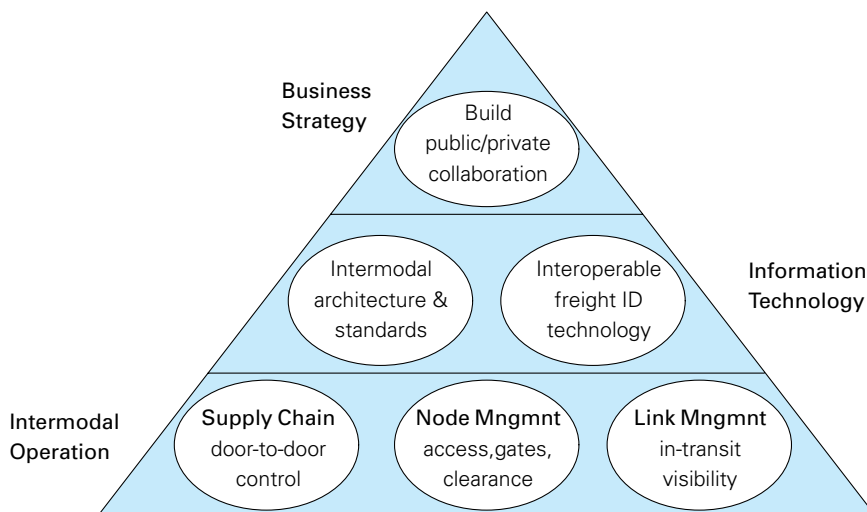 Business
Strategy
Build
public/private
collaboration
Intermodal
architecture &
standards
Interoperable
freight ID
technology
Information
Technology
Intermodal
Operation
Supply Chain
door-to-door
control
Node Mngmnt
access,gates,
clearance
Link Mngmnt
in-transit
visibility